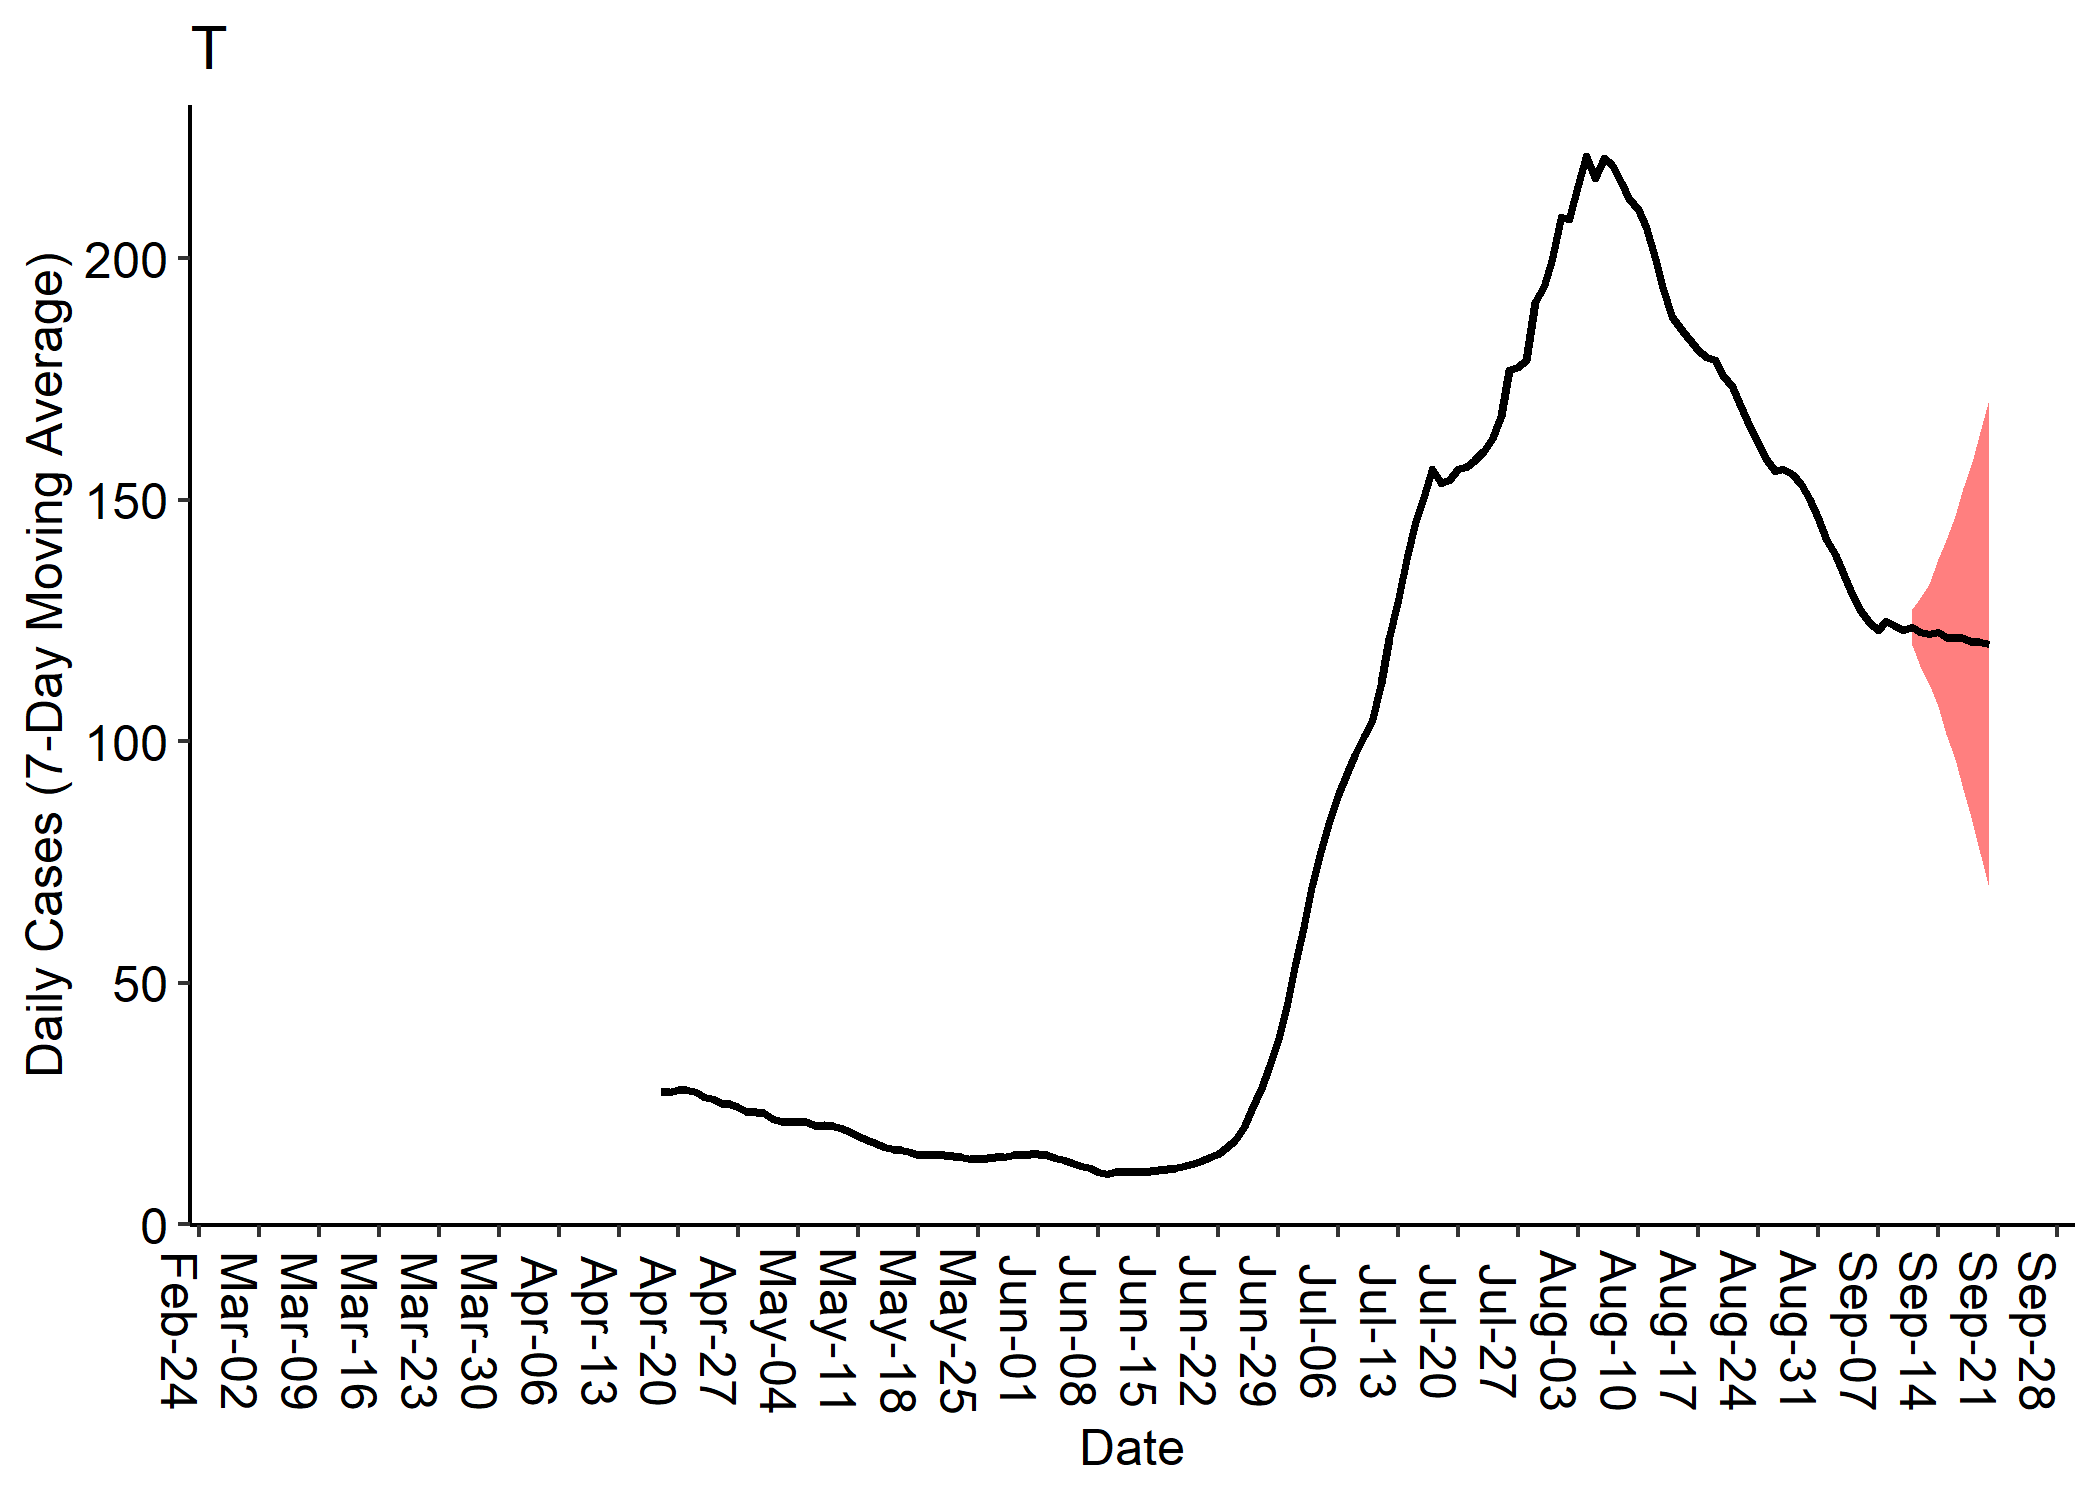 T
Daily Cases (7-Day Moving Average)
200
150
100
50
0
Feb-24
Mar-02
Mar-09
Mar-16
Mar-23
Mar-30
Apr-06
Apr-13
Apr-20
Apr-27
May-04
May-11
May-18
May-25
Jun-01
Jun-08
Jun-15
Jun-22
Jun-29
Jul-06
Jul-13
Jul-20
Jul-27
Aug-03
Aug-10
Aug-17
Aug-24
Aug-31
Sep-07
Sep-14
Sep-21
Sep-28
Date